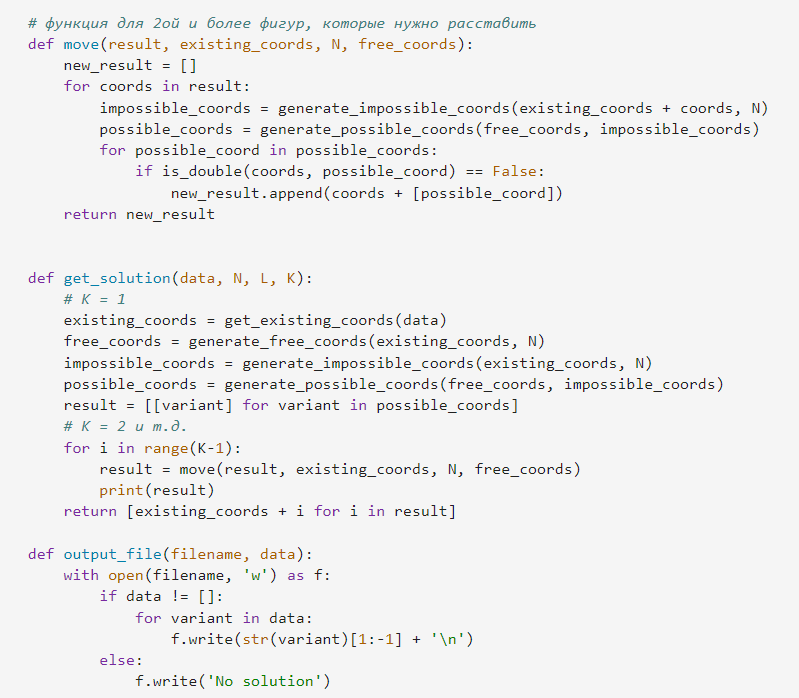 # функция для 2ой и более фигур, которые нужно расставить
def move(result, existing_coords, N, free_coords):
    new_result = []
    for coords in result:
        impossible_coords = generate_impossible_coords(existing_coords + coords, N)
        possible_coords = generate_possible_coords(free_coords, impossible_coords)
        for possible_coord in possible_coords:
            if is_double(coords, possible_coord) == False:
                new_result.append(coords + [possible_coord])
    return new_result


def get_solution(data, N, L, K):
    # K = 1
    existing_coords = get_existing_coords(data)
    free_coords = generate_free_coords(existing_coords, N)
    impossible_coords = generate_impossible_coords(existing_coords, N)
    possible_coords = generate_possible_coords(free_coords, impossible_coords)
    result = [[variant] for variant in possible_coords]
    # K = 2 и т.д.
    for i in range(K-1):
        result = move(result, existing_coords, N, free_coords)
        print(result)
    return [existing_coords + i for i in result]

def output_file(filename, data):
    with open(filename, 'w') as f:
        if data != []:
            for variant in data:
                f.write(str(variant)[1:-1] + '\n')
        else:
            f.write('No solution')